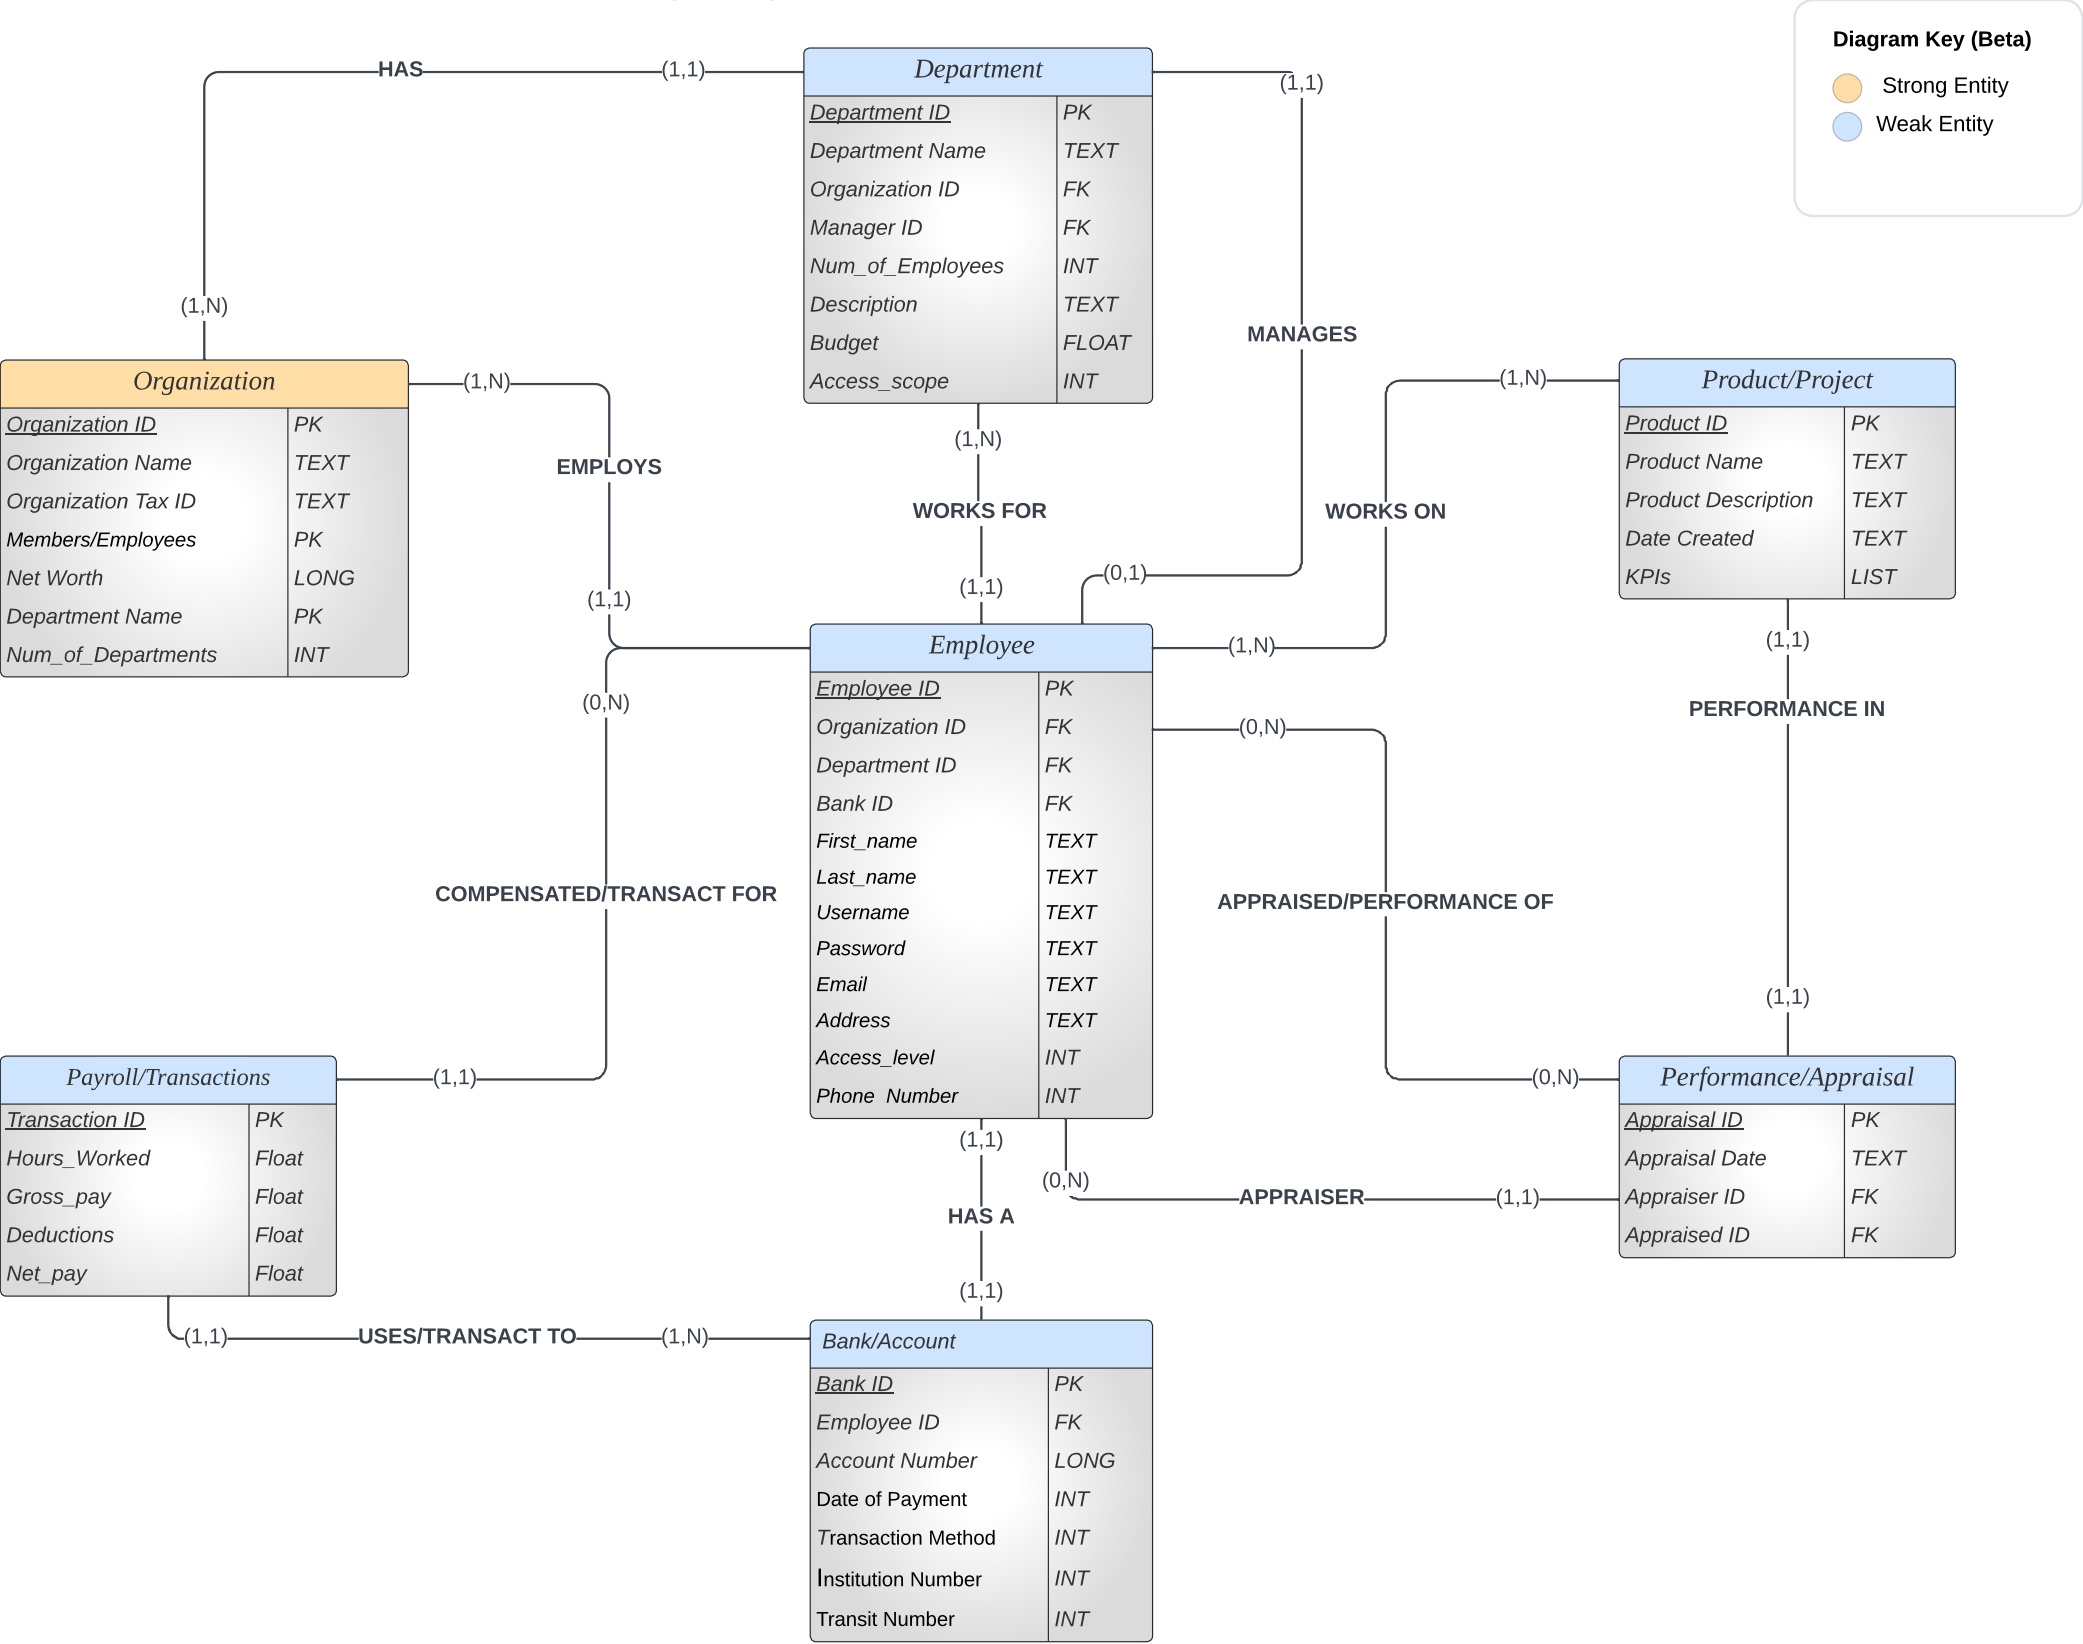 Diagram Key (Beta)
Strong Entity
Weak Entity
HAS
(1,1)
(1,N)
Department
Department ID PK
Department Name TEXT
Organization ID FK
Manager ID FK
Num_of_Employees INT
Description TEXT
Budget FLOAT
Access_scope INT
(1,1)
MANAGES
(0,1)
Organization
Organization ID PK
Organization Name TEXT
Organization Tax ID TEXT
Members/Employees PK
Net Worth LONG
Department Name PK
Num_of_Departments INT
(1,N)
EMPLOYS
(1,1)
(1,N)
WORKS FOR
(1,1)
(1,N)
WORKS ON
(1,N)
Product/Project
Product ID PK
Product Name TEXT
Product Description TEXT
Date Created TEXT
KPIs LIST
(1,1)
PERFORMANCE IN
(1,1)
Employee
Employee ID PK
Organization ID FK
Department ID FK
Bank ID FK
First_name TEXT
Last_name TEXT
Username TEXT
Password TEXT
Email TEXT
Address TEXT
Access_level INT
Phone Number INT
(0,N)
COMPENSATED/TRANSACT FOR
(1,1)
(0,N)
APPRAISED/PERFORMANCE OF
(0,N)
Payroll/Transactions
Transaction ID PK
Hours_Worked Float
Gross_pay Float
Deductions Float
Net_pay Float
Performance/Appraisal
Appraisal ID PK
Appraisal Date TEXT
Appraiser ID FK
Appraised ID FK
(1,1)
HAS A
(1,1)
(0,N)
APPRAISER
(1,1)
(1,1)
USES/TRANSACT TO
(1,N)
Bank/Account
Bank ID PK
Employee ID FK
Account Number LONG
Date of Payment INT
Transaction Method INT
Institution Number INT
Transit Number INT